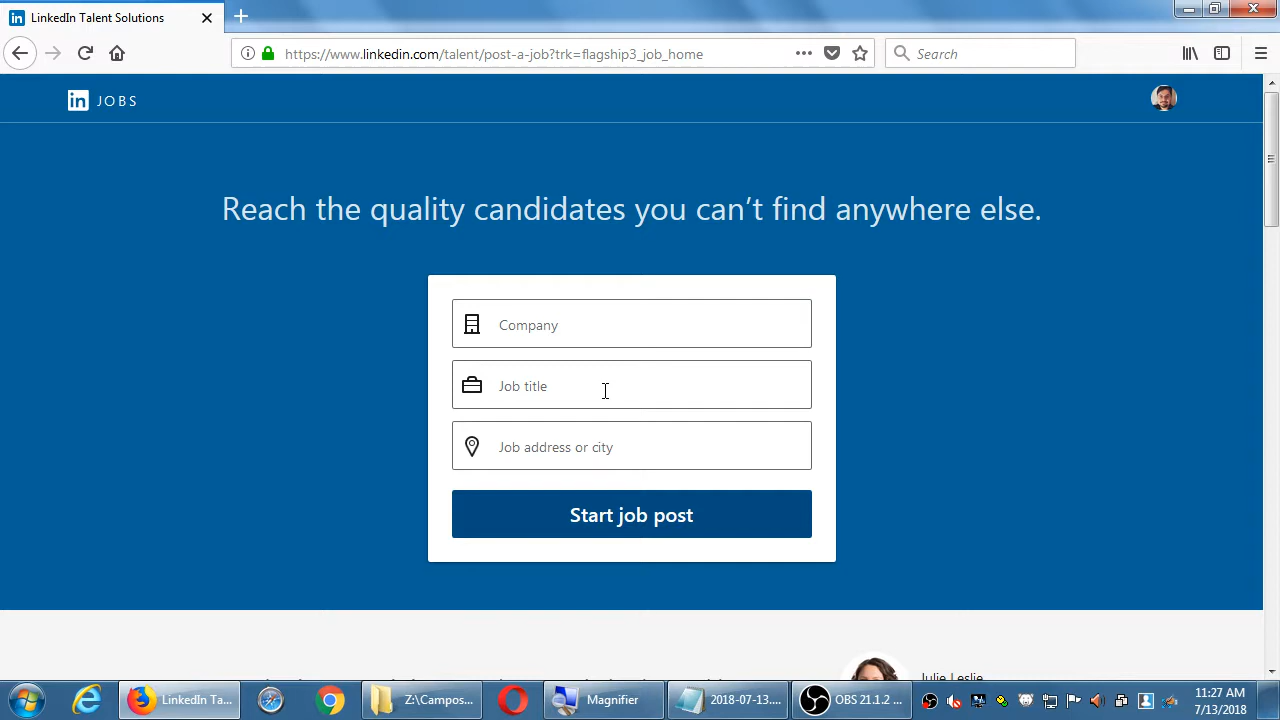 LinkedIn Talent Solutions
https://www.linkedin.com/talent/post-a-job?trk=flagship3_job_home
Search
in JOBS
Reach the quality candidates you can’t find anywhere else.
Company
Job title
Job address or city
Start job post
Julie Leslie
LinkedIn Ta...
Z:\Campos...
Magnifier
2018-07-13....
OBS 21.1.2 ...
11:27 AM
7/13/2018